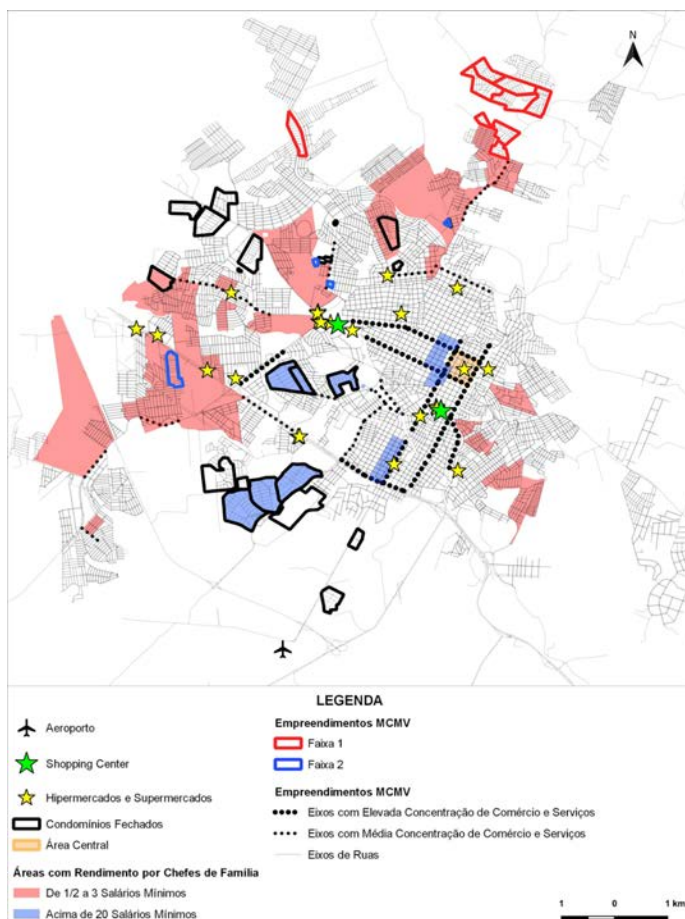 N
LEGENDA
Aeroporto
Shopping Center
Hipermercados e Supermercados
Condomínios Fechados
Área Central
Áreas com Rendimento por Chefes de Família
De 1/2 a 3 Salários Mínimos
Acima de 20 Salários Mínimos
Empreendimentos MCMV
Faixa 1
Faixa 2
Empreendimentos MCMV
Eixos com Elevada Concentração de Comércio e Serviços
Eixos com Média Concentração de Comércio e Serviços
Eixos de Ruas
1 0 1 km